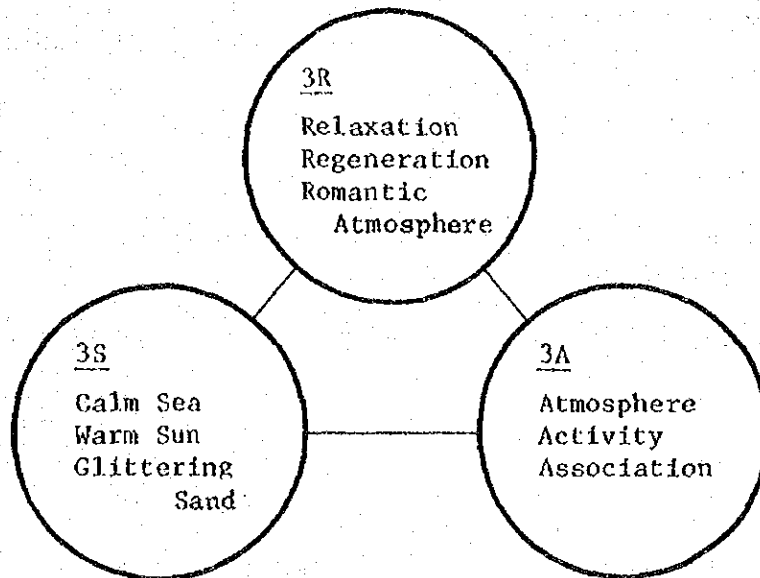 3R
Relaxation
Regeneration
Romantic
Atmosphere
3S
Calm Sea
Warm Sun
Glittering
Sand
3A
Atmosphere
Activity
Association